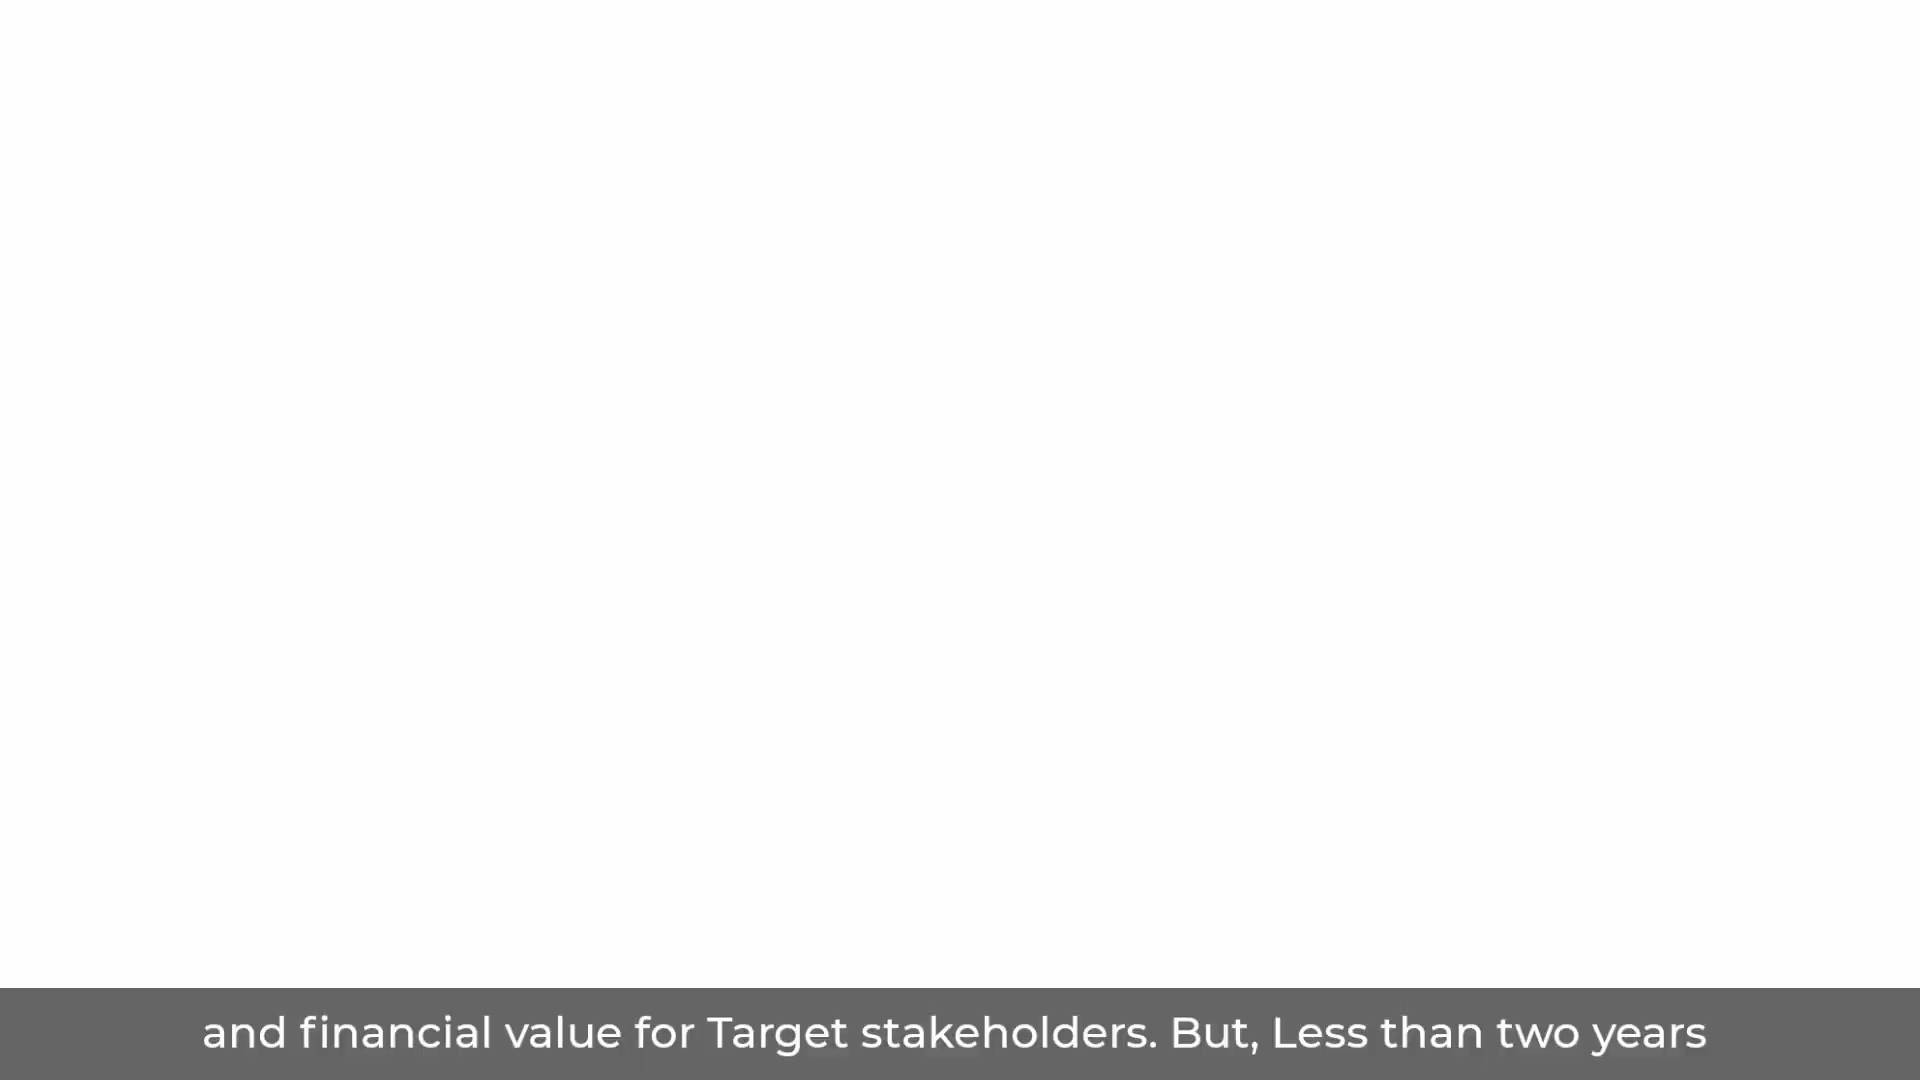 and financial value for Target stakeholders. But, Less than two years